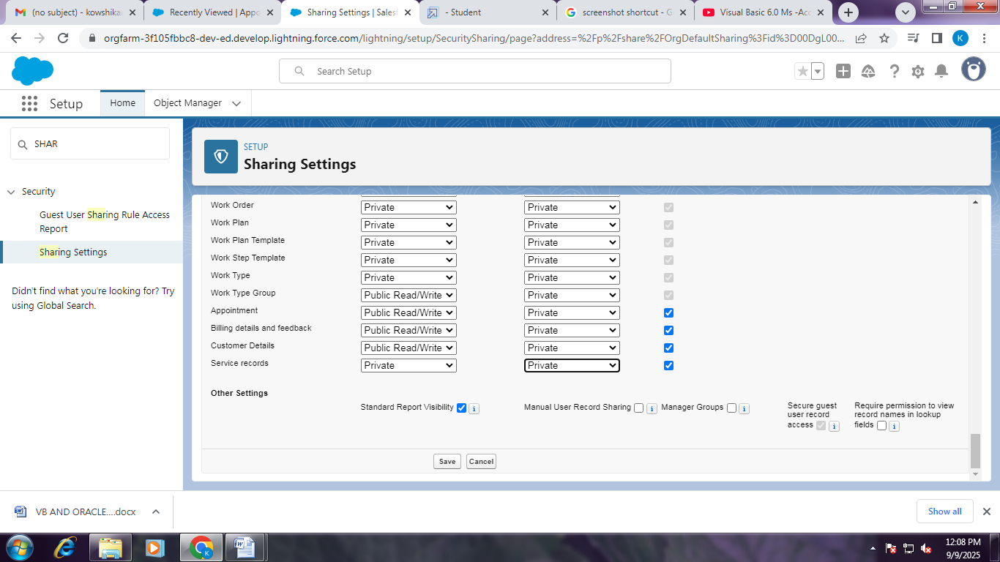 (no subject) - kowshika.
Recently Viewed | Appo
Sharing Settings | Sales
- Student
screenshot shortcut - G
Visual Basic 6.0 Ms -Acc
orgfarm-3f105fbbc8-dev-ed.develop.lightning.force.com/lightning/setup/SecuritySharing/page?address=%2Fp%2Fshare%2FOrgDefaultSharing%3Fid%3D00DgL00...
K
Search Setup
Setup
Home
Object Manager
SHAR
Security
Guest User Sharing Rule Access
Report
Sharing Settings
Didn't find what you're looking for? Try
using Global Search.
SETUP
Sharing Settings
Work Order Private Private
Work Plan Private Private
Work Plan Template Private Private
Work Step Template Private Private
Work Type Private Private
Work Type Group Public Read/Write Private
Appointment Public Read/Write Private
Billing details and feedback Public Read/Write Private
Customer Details Public Read/Write Private
Service records Private Private
Other Settings
Standard Report Visibility i
Manual User Record Sharing i
Manager Groups i
Secure guest
user record
access i
Require permission to view
record names in lookup
fields i
Save Cancel
VB AND ORACLE....docx
Show all
K
12:08 PM
9/9/2025